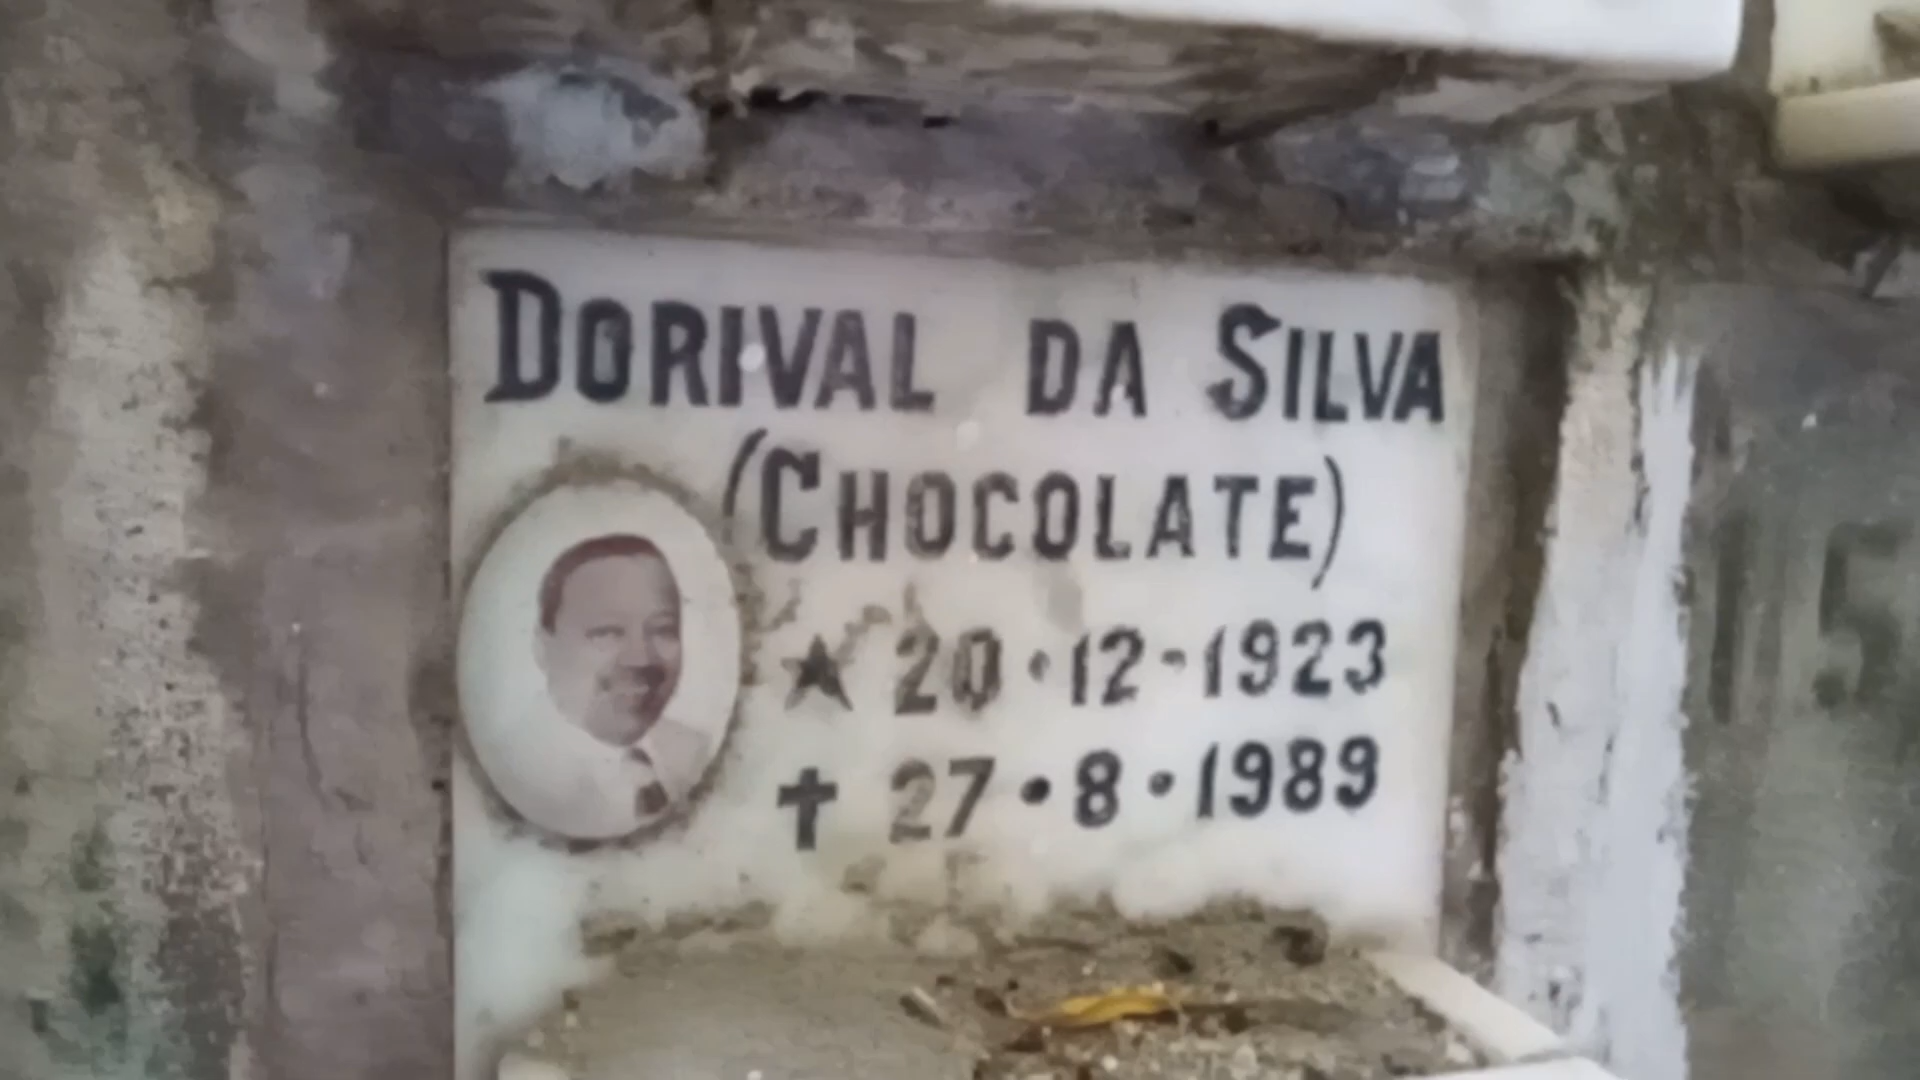 DORIVAL DA SILVA
(CHOCOLATE)
★ 20·12-1923
✝ 27·8·1989